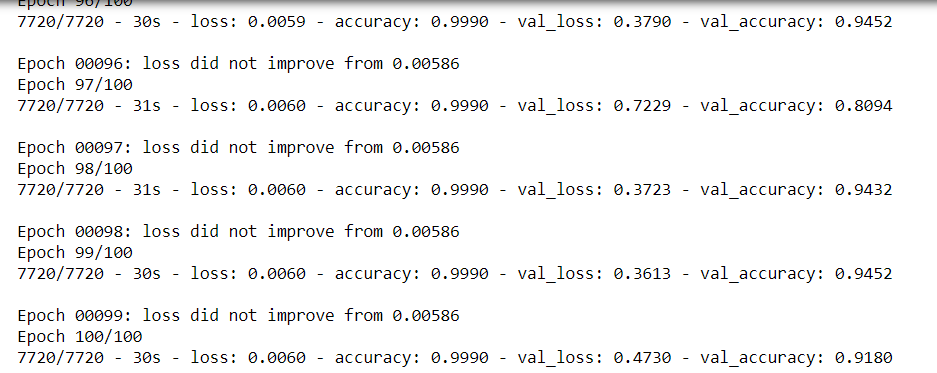 Epoch 96/100
7720/7720 - 30s - loss: 0.0059 - accuracy: 0.9990 - val_loss: 0.3790 - val_accuracy: 0.9452
Epoch 00096: loss did not improve from 0.00586
Epoch 97/100
7720/7720 - 31s - loss: 0.0060 - accuracy: 0.9990 - val_loss: 0.7229 - val_accuracy: 0.8094
Epoch 00097: loss did not improve from 0.00586
Epoch 98/100
7720/7720 - 31s - loss: 0.0060 - accuracy: 0.9990 - val_loss: 0.3723 - val_accuracy: 0.9432
Epoch 00098: loss did not improve from 0.00586
Epoch 99/100
7720/7720 - 30s - loss: 0.0060 - accuracy: 0.9990 - val_loss: 0.3613 - val_accuracy: 0.9452
Epoch 00099: loss did not improve from 0.00586
Epoch 100/100
7720/7720 - 30s - loss: 0.0060 - accuracy: 0.9990 - val_loss: 0.4730 - val_accuracy: 0.9180